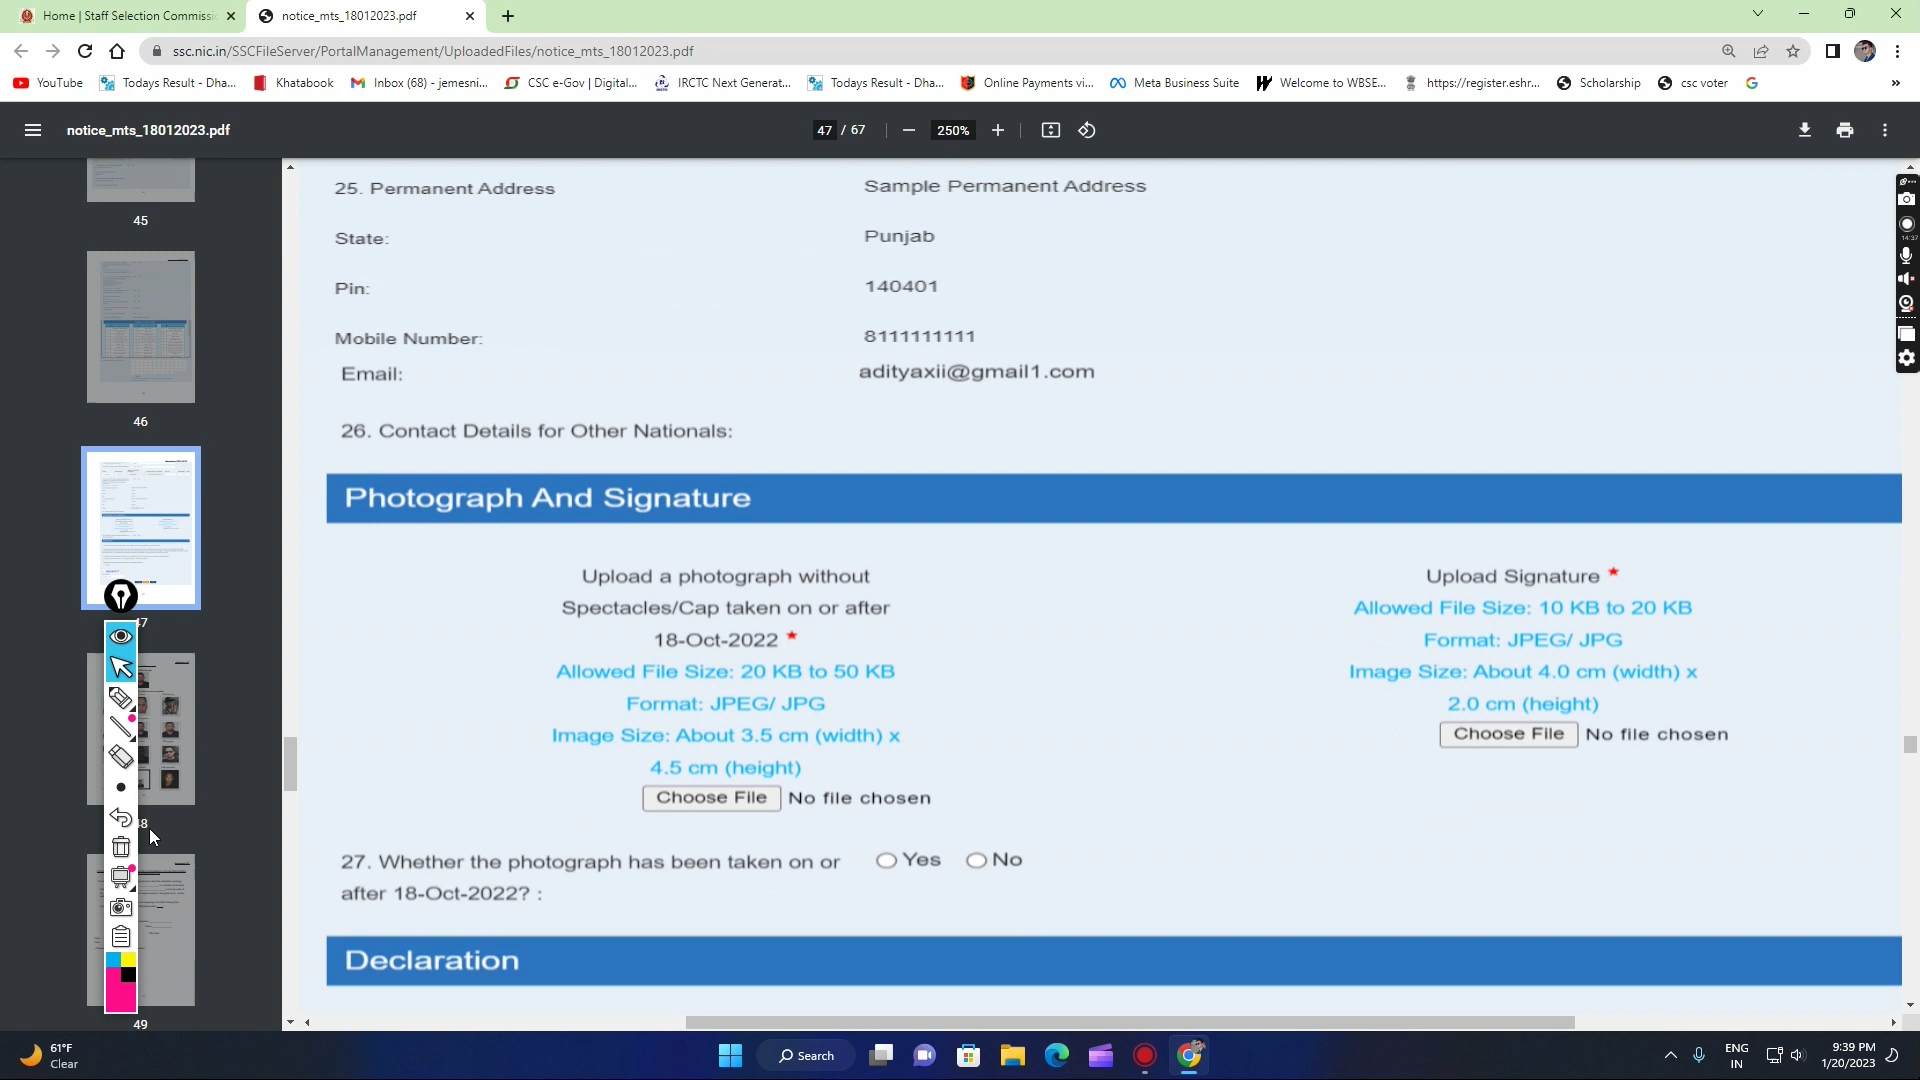 Home | Staff Selection Commissi
notice_mts_18012023.pdf
ssc.nic.in/SSCFileServer/PortalManagement/UploadedFiles/notice_mts_18012023.pdf
YouTube
Todays Result - Dha...
Khatabook
Inbox (68) - jemesni...
CSC e-Gov | Digital...
IRCTC Next Generat...
Todays Result - Dha...
Online Payments vi...
Meta Business Suite
Welcome to WBSE...
https://register.eshr...
Scholarship
csc voter
»
notice_mts_18012023.pdf
47 / 67
250%
45
46
47
48
49
25. Permanent Address
Sample Permanent Address
State:
Punjab
Pin:
140401
Mobile Number:
8111111111
Email:
adityaxii@gmail1.com
26. Contact Details for Other Nationals:
Photograph And Signature
Upload a photograph without
Spectacles/Cap taken on or after
18-Oct-2022 *
Allowed File Size: 20 KB to 50 KB
Format: JPEG/ JPG
Image Size: About 3.5 cm (width) x
4.5 cm (height)
Choose File No file chosen
Upload Signature *
Allowed File Size: 10 KB to 20 KB
Format: JPEG/ JPG
Image Size: About 4.0 cm (width) x
2.0 cm (height)
Choose File No file chosen
27. Whether the photograph has been taken on or
after 18-Oct-2022? :
Yes No
Declaration
14:37
61°F
Clear
Search
ENG
IN
9:39 PM
1/20/2023